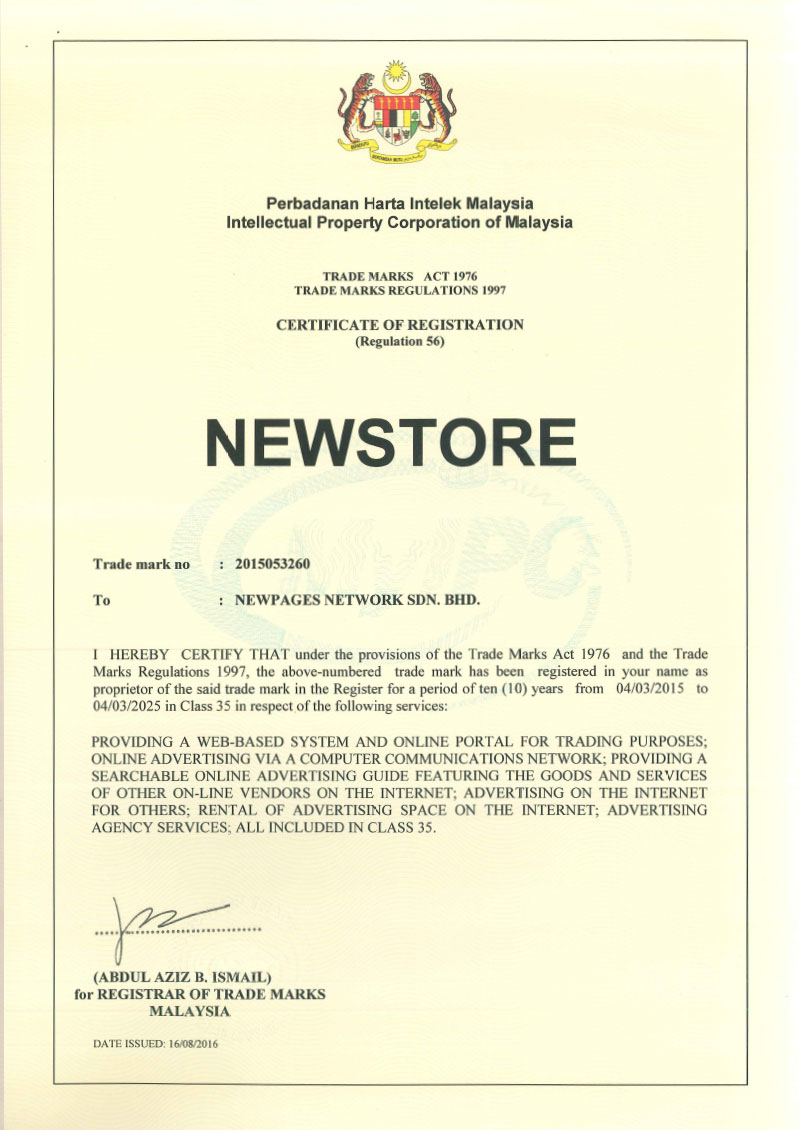 Perbadanan Harta Intelek Malaysia
Intellectual Property Corporation of Malaysia
TRADE MARKS ACT 1976
TRADE MARKS REGULATIONS 1997
CERTIFICATE OF REGISTRATION
(Regulation 56)
NEWSTORE
MyIPC
Trade mark no : 2015053260
To : NEWPAGES NETWORK SDN. BHD.
I HEREBY CERTIFY THAT under the provisions of the Trade Marks Act 1976 and the Trade
Marks Regulations 1997, the above-numbered trade mark has been registered in your name as
proprietor of the said trade mark in the Register for a period of ten (10) years from 04/03/2015 to
04/03/2025 in Class 35 in respect of the following services:
PROVIDING A WEB-BASED SYSTEM AND ONLINE PORTAL FOR TRADING PURPOSES;
ONLINE ADVERTISING VIA A COMPUTER COMMUNICATIONS NETWORK; PROVIDING A
SEARCHABLE ONLINE ADVERTISING GUIDE FEATURING THE GOODS AND SERVICES
OF OTHER ON-LINE VENDORS ON THE INTERNET; ADVERTISING ON THE INTERNET
FOR OTHERS; RENTAL OF ADVERTISING SPACE ON THE INTERNET; ADVERTISING
AGENCY SERVICES; ALL INCLUDED IN CLASS 35.
(ABDUL AZIZ B. ISMAIL)
for REGISTRAR OF TRADE MARKS
MALAYSIA
DATE ISSUED: 16/08/2016